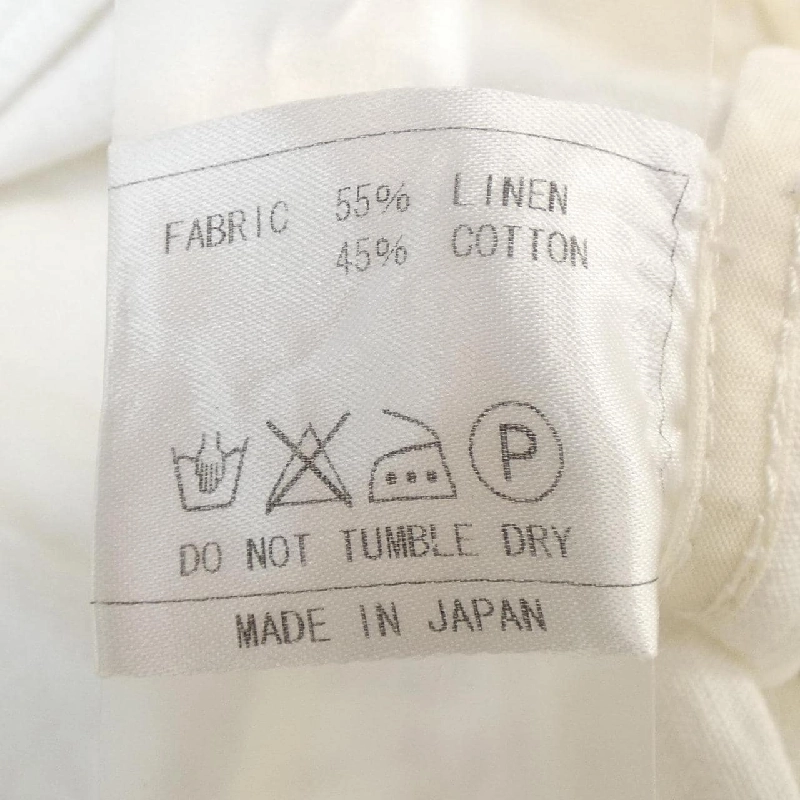 FABRIC 55% LINEN
45% COTTON
P
DO NOT TUMBLE DRY
MADE IN JAPAN